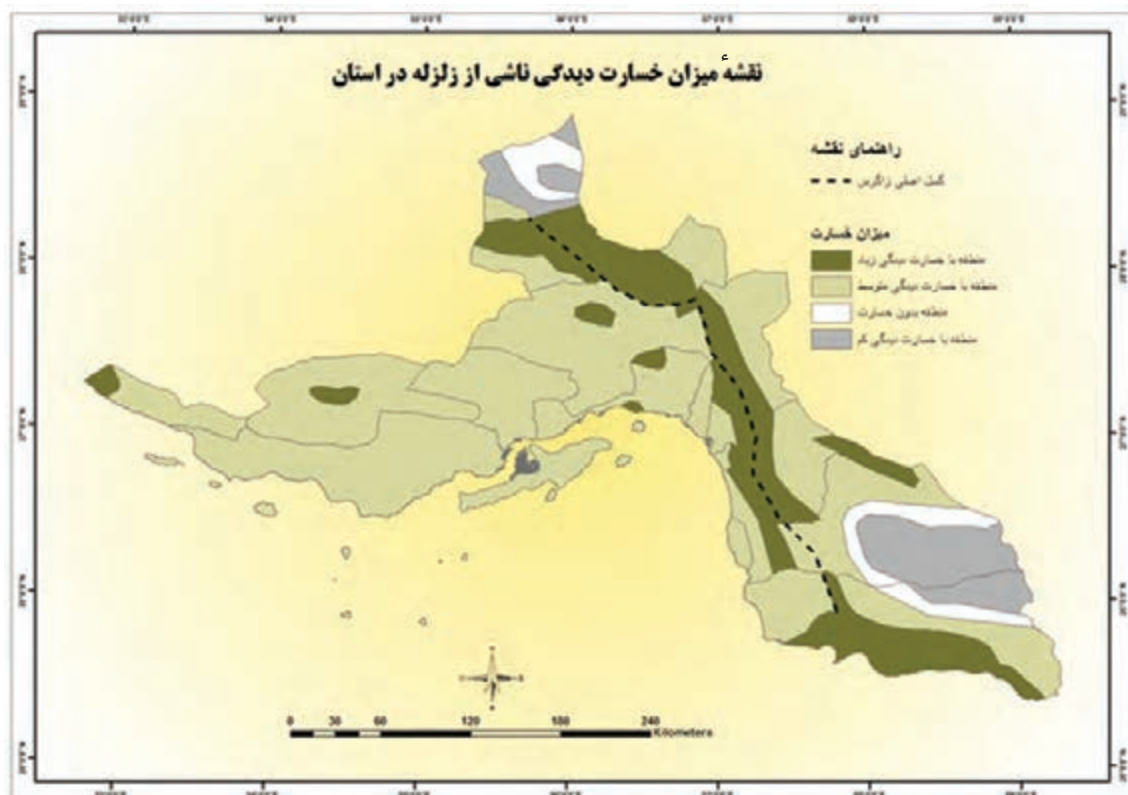 نقشهٔ میزان خسارت دیدگی ناشی از زلزله در استان
راهنمای نقشه
گسل اصلی زاگرس
میزان خسارت
منطقه با خسارت دیدگی زیاد
منطقه با خسارت دیدگی متوسط
منطقه بدون خسارت
منطقه با خسارت دیدگی کم
0 30 60 120 180 240
Kilometers